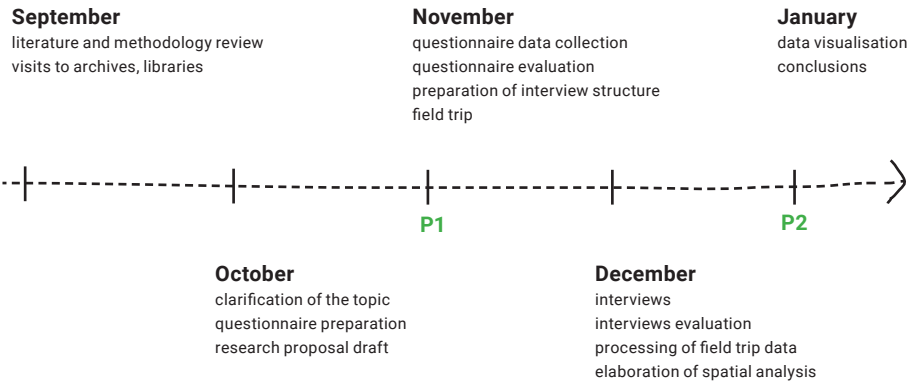 September
literature and methodology review
visits to archives, libraries
November
questionnaire data collection
questionnaire evaluation
preparation of interview structure
field trip
January
data visualisation
conclusions
P1
P2
October
clarification of the topic
questionnaire preparation
research proposal draft
December
interviews
interviews evaluation
processing of field trip data
elaboration of spatial analysis